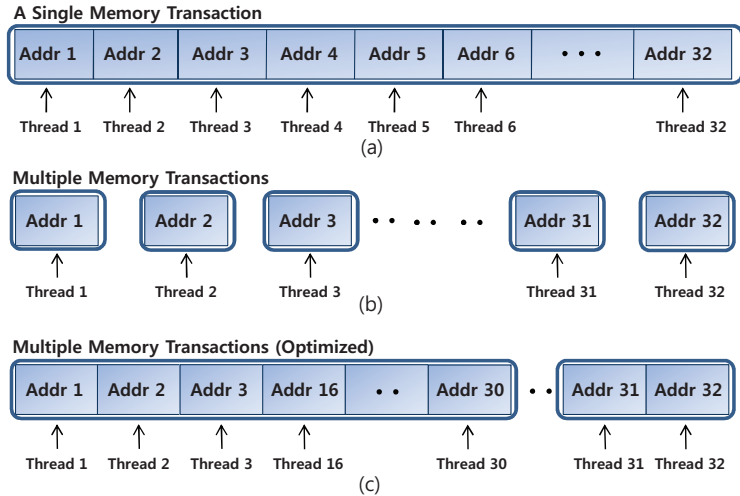 A Single Memory Transaction
Addr 1 Addr 2 Addr 3 Addr 4 Addr 5 Addr 6 • • • Addr 32
Thread 1 Thread 2 Thread 3 Thread 4 Thread 5 Thread 6 Thread 32
(a)
Multiple Memory Transactions
Addr 1 Addr 2 Addr 3 • • • • • • Addr 31 Addr 32
Thread 1 Thread 2 Thread 3 Thread 31 Thread 32
(b)
Multiple Memory Transactions (Optimized)
Addr 1 Addr 2 Addr 3 Addr 16 • • Addr 30 • • Addr 31 Addr 32
Thread 1 Thread 2 Thread 3 Thread 16 Thread 30 Thread 31 Thread 32
(c)